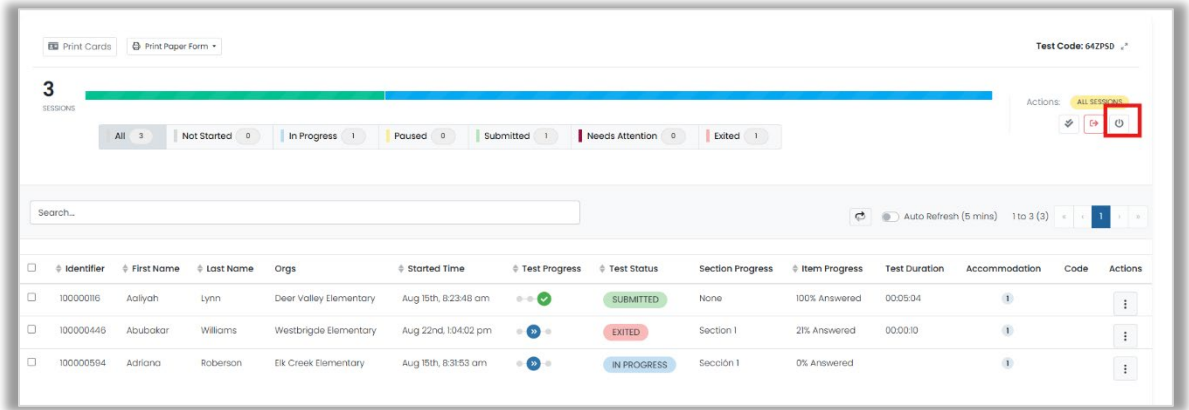 Print Cards Print Paper Form Test Code: 64ZPSD
3
SESSIONS
Actions: ALL SESSIONS
All 3 Not Started 0 In Progress 1 Paused 0 Submitted 1 Needs Attention 0 Exited 1
Search... Auto Refresh (5 mins) 1 to 3 (3) « ‹ 1 › »
Identifier First Name Last Name Orgs Started Time Test Progress Test Status Section Progress Item Progress Test Duration Accommodation Code Actions
100000116 Aaliyah Lynn Deer Valley Elementary Aug 15th, 8:23:48 am SUBMITTED None 100% Answered 00:05:04 1
100000446 Abubakar Williams Westbrigde Elementary Aug 22nd, 1:04:02 pm EXITED Section 1 21% Answered 00:00:10 1
100000594 Adriana Roberson Elk Creek Elementary Aug 15th, 8:31:53 am IN PROGRESS Sección 1 0% Answered 1